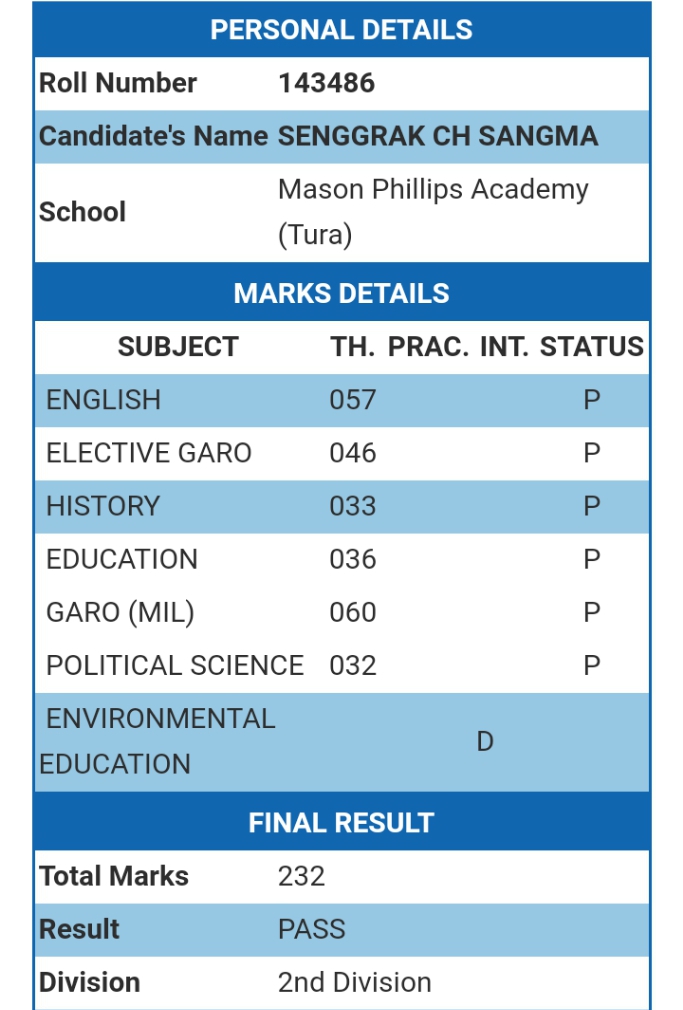 PERSONAL DETAILS
Roll Number 143486
Candidate's Name SENGGRAK CH SANGMA
School Mason Phillips Academy
(Tura)
MARKS DETAILS
SUBJECT TH. PRAC. INT. STATUS
ENGLISH 057 P
ELECTIVE GARO 046 P
HISTORY 033 P
EDUCATION 036 P
GARO (MIL) 060 P
POLITICAL SCIENCE 032 P
ENVIRONMENTAL
EDUCATION D
FINAL RESULT
Total Marks 232
Result PASS
Division 2nd Division